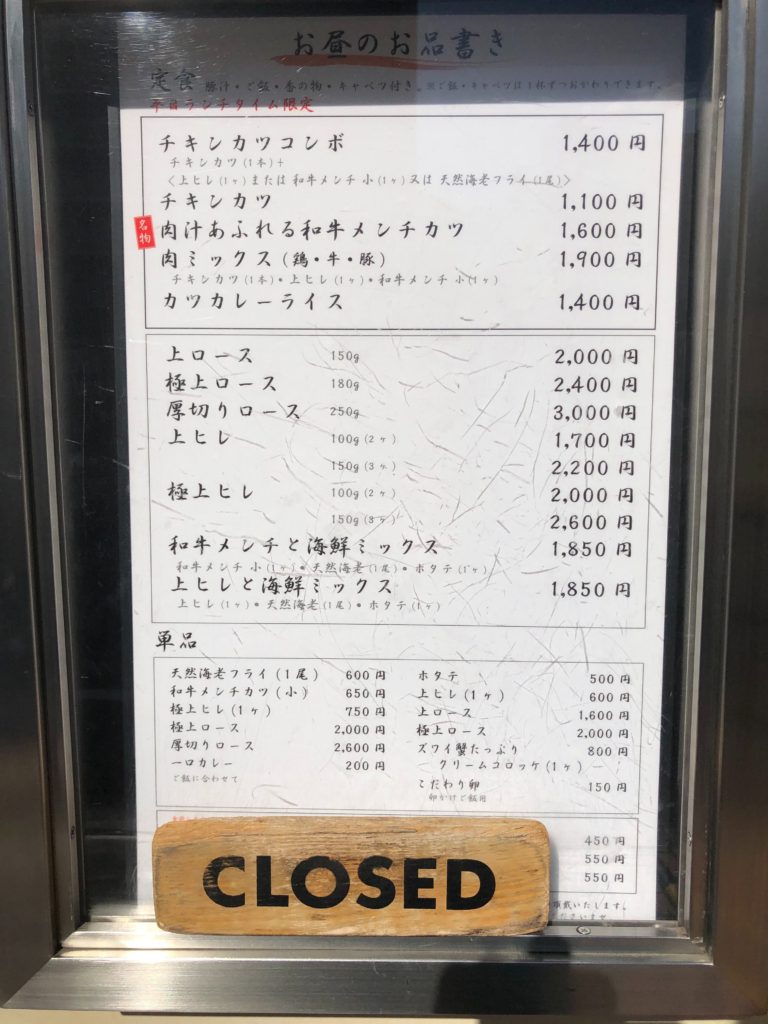 お昼のお品書き
定食 豚汁・ご飯・香の物・キャベツ付き。※ご飯・キャベツは1杯ずつおかわりできます。
平日ランチタイム限定
チキンカツコンボ 1,400円
チキンカツ(1本)+
〈上ヒレ(1ヶ)または 和牛メンチ 小(1ヶ)又は 天然海老フライ(1尾)〉
チキンカツ 1,100円
名物 肉汁あふれる和牛メンチカツ 1,600円
肉ミックス(鶏・牛・豚) 1,900円
チキンカツ(1本)・上ヒレ(1ヶ)・和牛メンチ 小(1ヶ)
カツカレーライス 1,400円
上ロース 150g 2,000円
極上ロース 180g 2,400円
厚切りロース 250g 3,000円
上ヒレ 100g(2ヶ) 1,700円
150g(3ヶ) 2,200円
極上ヒレ 100g(2ヶ) 2,000円
150g(3ヶ) 2,600円
和牛メンチと海鮮ミックス 1,850円
和牛メンチ 小(1ヶ)・天然海老(1尾)・ホタテ(1ヶ)
上ヒレと海鮮ミックス 1,850円
上ヒレ(1ヶ)・天然海老(1尾)・ホタテ(1ヶ)
単品
天然海老フライ(1尾) 600円
和牛メンチカツ(小) 650円
極上ヒレ(1ヶ) 750円
極上ロース 2,000円
厚切りロース 2,600円
一口カレー 200円
ご飯に合わせて
ホタテ 500円
上ヒレ(1ヶ) 600円
上ロース 1,600円
極上ロース 2,000円
ズワイ蟹たっぷり 800円
クリームコロッケ(1ヶ)
こだわり卵 150円
卵かけご飯用
450円
550円
550円
CLOSED
頂戴いたします。
くださいませ